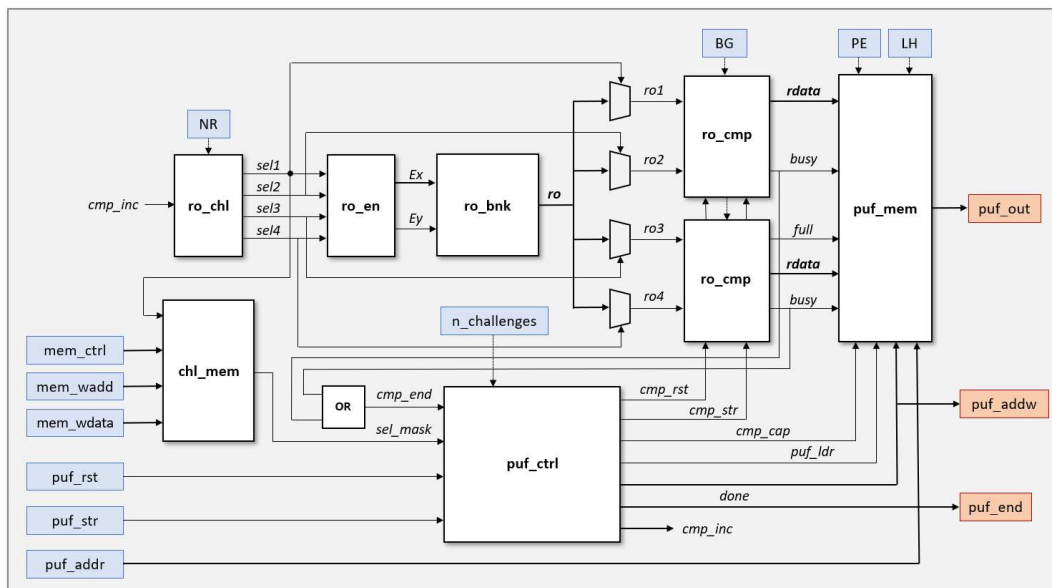 BG
PE
LH
NR
sel1
sel2
sel3
sel4
cmp_inc
ro_chl
ro_en
Ex
Ey
ro_bnk
ro
ro1
ro2
ro3
ro4
ro_cmp
ro_cmp
rdata
busy
full
rdata
busy
puf_mem
puf_out
mem_ctrl
mem_wadd
mem_wdata
chl_mem
n_challenges
OR
cmp_end
sel_mask
puf_ctrl
cmp_rst
cmp_str
cmp_cap
puf_ldr
done
cmp_inc
puf_addw
puf_end
puf_rst
puf_str
puf_addr